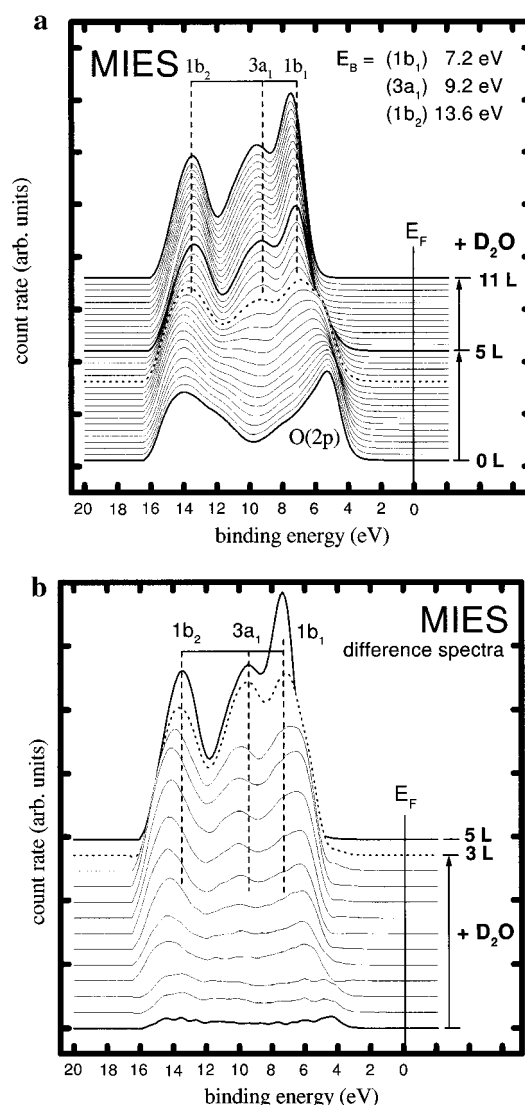 a
MIES
1b₂ 3a₁ 1b₁
E_B = (1b₁) 7.2 eV
(3a₁) 9.2 eV
(1b₂) 13.6 eV
E_F
+ D₂O
11 L
5 L
0 L
O(2p)
count rate (arb. units)
20 18 16 14 12 10 8 6 4 2 0
binding energy (eV)
b
MIES
difference spectra
1b₂ 3a₁ 1b₁
E_F
5 L
3 L
+ D₂O
count rate (arb. units)
20 18 16 14 12 10 8 6 4 2 0
binding energy (eV)